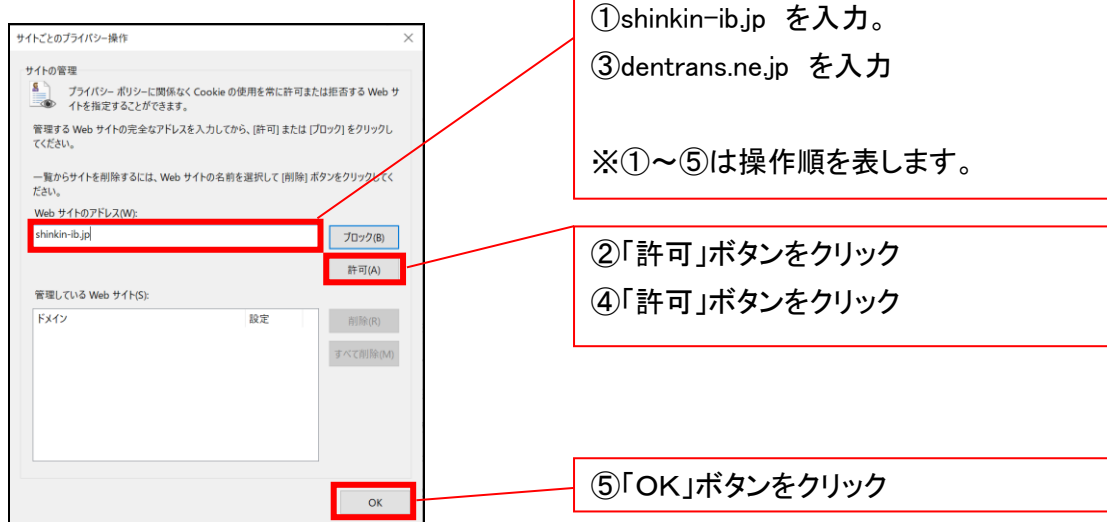 サイトごとのプライバシー操作
サイトの管理
プライバシー ポリシーに関係なく Cookie の使用を常に許可または拒否する Web サ
イトを指定することができます。
管理する Web サイトの完全なアドレスを入力してから、[許可] または [ブロック] をクリックし
てください。
一覧からサイトを削除するには、Web サイトの名前を選択して [削除] ボタンをクリックしてく
ださい。
Web サイトのアドレス(W):
shinkin-ib.jp
ブロック(B)
許可(A)
管理している Web サイト(S):
ドメイン
設定
削除(R)
すべて削除(M)
OK
①shinkin-ib.jp を入力。
③dentrans.ne.jp を入力
※①～⑤は操作順を表します。
②「許可」ボタンをクリック
④「許可」ボタンをクリック
⑤「ＯＫ」ボタンをクリック